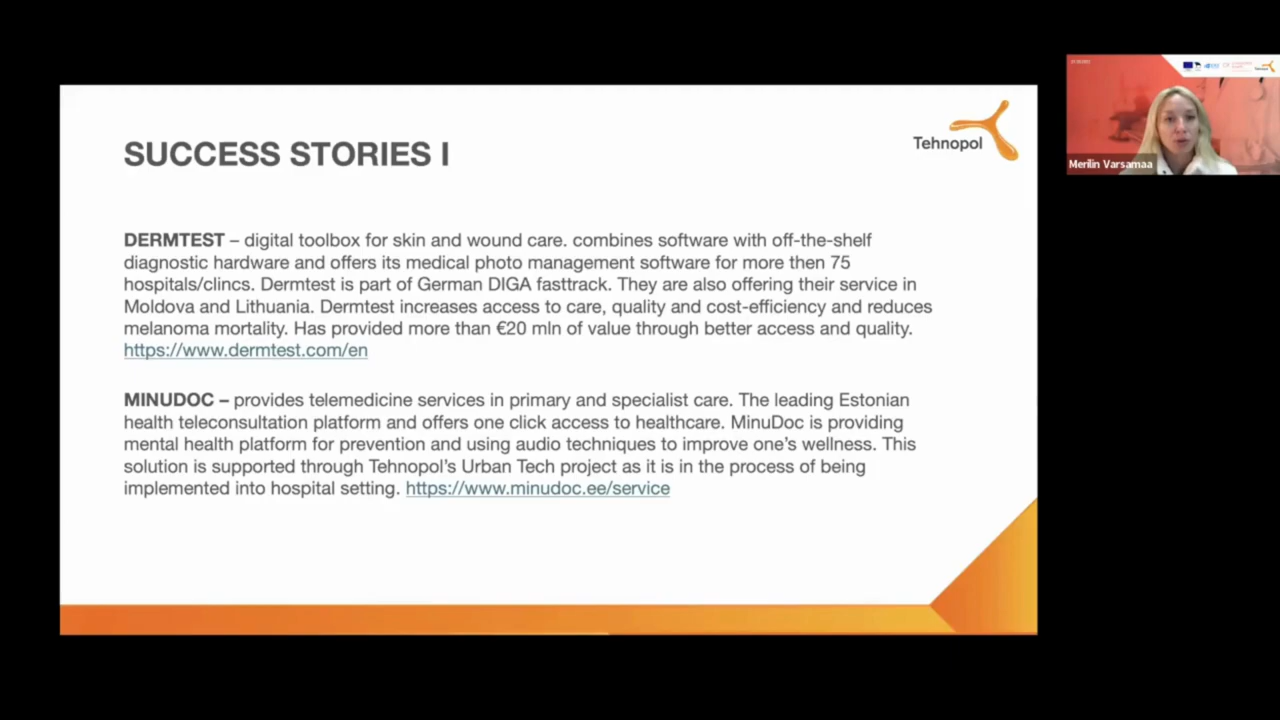 SUCCESS STORIES I
Tehnopol
DERMTEST – digital toolbox for skin and wound care. combines software with off-the-shelf
diagnostic hardware and offers its medical photo management software for more then 75
hospitals/clincs. Dermtest is part of German DIGA fasttrack. They are also offering their service in
Moldova and Lithuania. Dermtest increases access to care, quality and cost-efficiency and reduces
melanoma mortality. Has provided more than €20 mln of value through better access and quality.
https://www.dermtest.com/en
MINUDOC – provides telemedicine services in primary and specialist care. The leading Estonian
health teleconsultation platform and offers one click access to healthcare. MinuDoc is providing
mental health platform for prevention and using audio techniques to improve one's wellness. This
solution is supported through Tehnopol's Urban Tech project as it is in the process of being
implemented into hospital setting. https://www.minudoc.ee/service
Tehnopol
Merilin Varsamaa